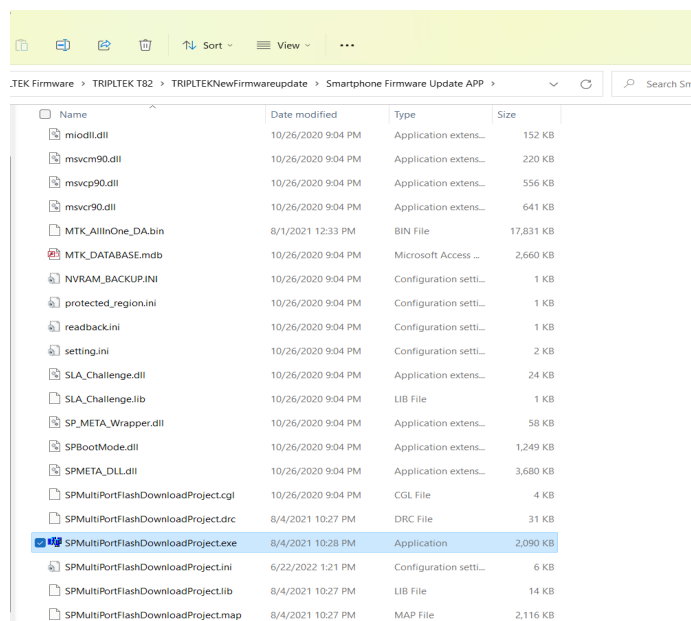 Sort View
LTEK Firmware > TRIPLTEK T82 > TRIPLTEKNewFirmwareupdate > Smartphone Firmware Update APP > Search Sm
Name Date modified Type Size
miodll.dll 10/26/2020 9:04 PM Application extens... 152 KB
msvcm90.dll 10/26/2020 9:04 PM Application extens... 220 KB
msvcp90.dll 10/26/2020 9:04 PM Application extens... 556 KB
msvcr90.dll 10/26/2020 9:04 PM Application extens... 641 KB
MTK_AllInOne_DA.bin 8/1/2021 12:33 PM BIN File 17,831 KB
MTK_DATABASE.mdb 10/26/2020 9:04 PM Microsoft Access ... 2,660 KB
NVRAM_BACKUP.INI 10/26/2020 9:04 PM Configuration setti... 1 KB
protected_region.ini 10/26/2020 9:04 PM Configuration setti... 1 KB
readback.ini 10/26/2020 9:04 PM Configuration setti... 1 KB
setting.ini 10/26/2020 9:04 PM Configuration setti... 2 KB
SLA_Challenge.dll 10/26/2020 9:04 PM Application extens... 24 KB
SLA_Challenge.lib 10/26/2020 9:04 PM LIB File 1 KB
SP_META_Wrapper.dll 10/26/2020 9:04 PM Application extens... 58 KB
SPBootMode.dll 10/26/2020 9:04 PM Application extens... 1,249 KB
SPMETA_DLL.dll 10/26/2020 9:04 PM Application extens... 3,680 KB
SPMultiPortFlashDownloadProject.cgl 10/26/2020 9:04 PM CGL File 4 KB
SPMultiPortFlashDownloadProject.drc 8/4/2021 10:27 PM DRC File 31 KB
SPMultiPortFlashDownloadProject.exe 8/4/2021 10:28 PM Application 2,090 KB
SPMultiPortFlashDownloadProject.ini 6/22/2022 1:21 PM Configuration setti... 6 KB
SPMultiPortFlashDownloadProject.lib 8/4/2021 10:27 PM LIB File 14 KB
SPMultiPortFlashDownloadProject.map 8/4/2021 10:27 PM MAP File 2,116 KB